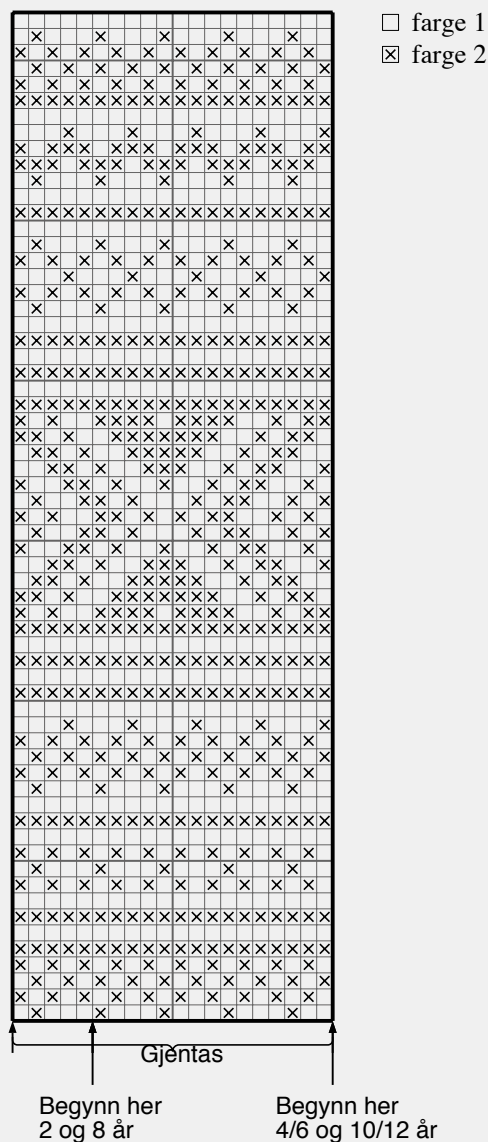 farge 1
farge 2
Gjentas
Begynn her
2 og 8 år
Begynn her
4/6 og 10/12 år